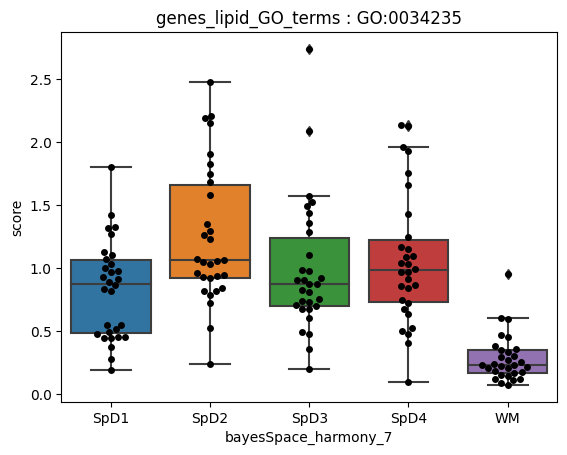 genes_lipid_GO_terms : GO:0034235
score
2.5
2.0
1.5
1.0
0.5
0.0
SpD1 SpD2 SpD3 SpD4 WM
bayesSpace_harmony_7